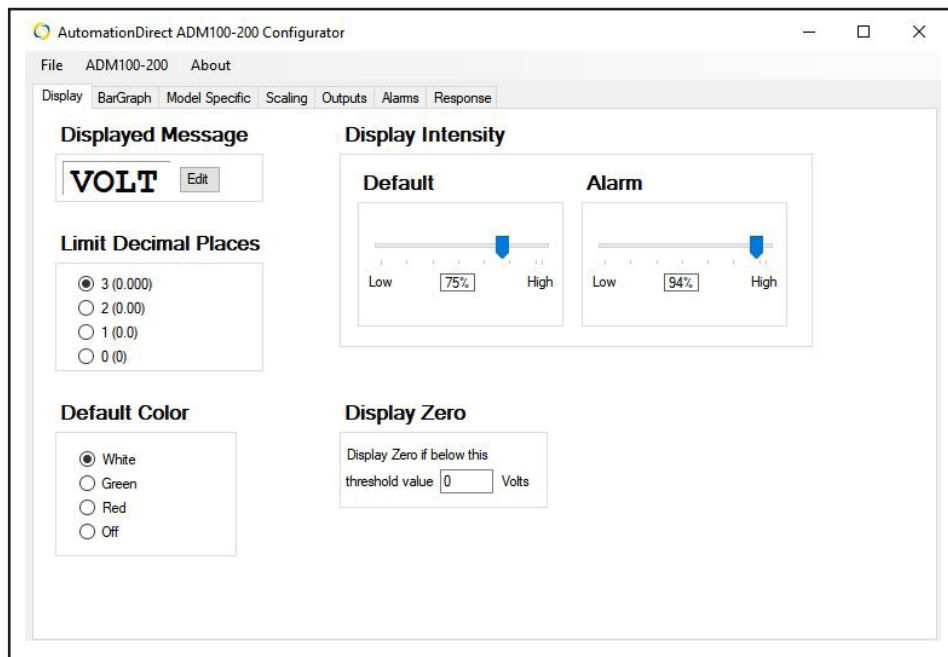 AutomationDirect ADM100-200 Configurator
File ADM100-200 About
Display BarGraph Model Specific Scaling Outputs Alarms Response
Displayed Message
VOLT Edit
Limit Decimal Places
3 (0.000)
2 (0.00)
1 (0.0)
0 (0)
Default Color
White
Green
Red
Off
Display Intensity
Default
Low 75% High
Alarm
Low 94% High
Display Zero
Display Zero if below this
threshold value 0 Volts